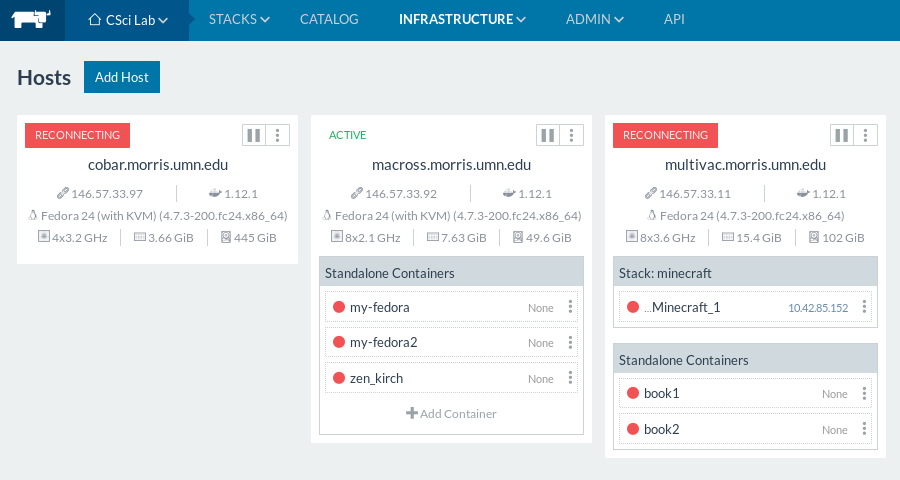 CSci Lab STACKS CATALOG INFRASTRUCTURE ADMIN API
Hosts Add Host
RECONNECTING
cobar.morris.umn.edu
146.57.33.97 1.12.1
Fedora 24 (with KVM) (4.7.3-200.fc24.x86_64)
4x3.2 GHz 3.66 GiB 445 GiB
ACTIVE
macross.morris.umn.edu
146.57.33.92 1.12.1
Fedora 24 (with KVM) (4.7.3-200.fc24.x86_64)
8x2.1 GHz 7.63 GiB 49.6 GiB
Standalone Containers
my-fedora None
my-fedora2 None
zen_kirch None
Add Container
RECONNECTING
multivac.morris.umn.edu
146.57.33.11 1.12.1
Fedora 24 (4.7.3-200.fc24.x86_64)
8x3.6 GHz 15.4 GiB 102 GiB
Stack: minecraft
...Minecraft_1 10.42.85.152
Standalone Containers
book1 None
book2 None